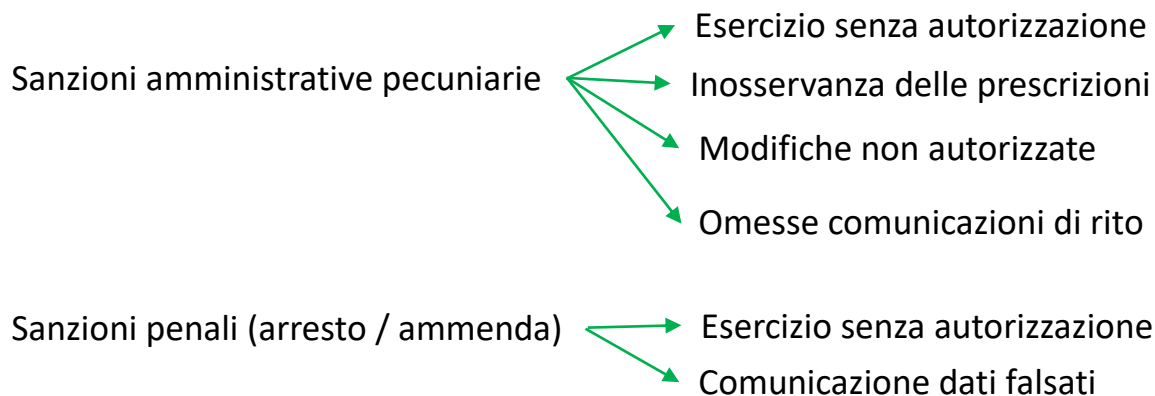 Sanzioni amministrative pecuniarie
Esercizio senza autorizzazione
Inosservanza delle prescrizioni
Modifiche non autorizzate
Omesse comunicazioni di rito
Sanzioni penali (arresto / ammenda)
Esercizio senza autorizzazione
Comunicazione dati falsati